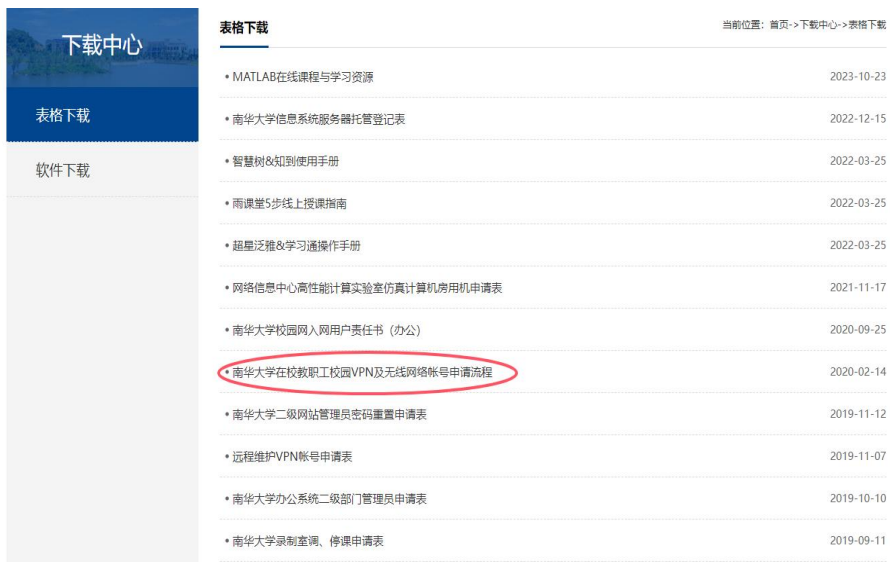 下载中心
表格下载
软件下载
表格下载
当前位置：首页->下载中心->表格下载
• MATLAB在线课程与学习资源 2023-10-23
• 南华大学信息系统服务器托管登记表 2022-12-15
• 智慧树&知到使用手册 2022-03-25
• 雨课堂5步线上授课指南 2022-03-25
• 超星泛雅&学习通操作手册 2022-03-25
• 网络信息中心高性能计算实验室仿真计算机房用机申请表 2021-11-17
• 南华大学校园网入网用户责任书（办公） 2020-09-25
• 南华大学在校教职工校园VPN及无线网络帐号申请流程 2020-02-14
• 南华大学二级网站管理员密码重置申请表 2019-11-12
• 远程维护VPN帐号申请表 2019-11-07
• 南华大学办公系统二级部门管理员申请表 2019-10-10
• 南华大学录制室调、停课申请表 2019-09-11